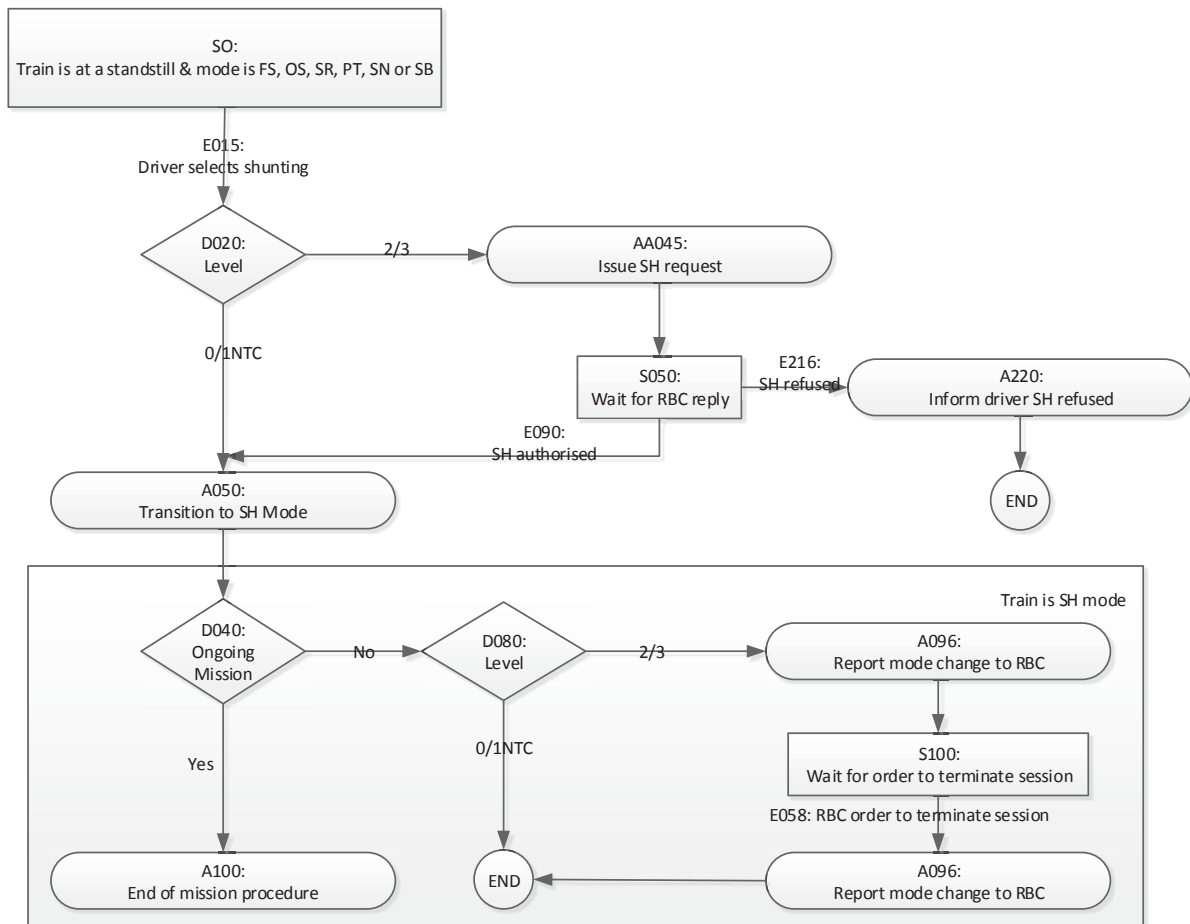 SO:
Train is at a standstill & mode is FS, OS, SR, PT, SN or SB
E015:
Driver selects shunting
D020:
Level
2/3
AA045:
Issue SH request
0/1NTC
S050:
Wait for RBC reply
E216:
SH refused
A220:
Inform driver SH refused
E090:
SH authorised
END
A050:
Transition to SH Mode
Train is SH mode
D040:
Ongoing
Mission
No
D080:
Level
2/3
A096:
Report mode change to RBC
Yes
0/1NTC
S100:
Wait for order to terminate session
E058: RBC order to terminate session
A100:
End of mission procedure
END
A096:
Report mode change to RBC